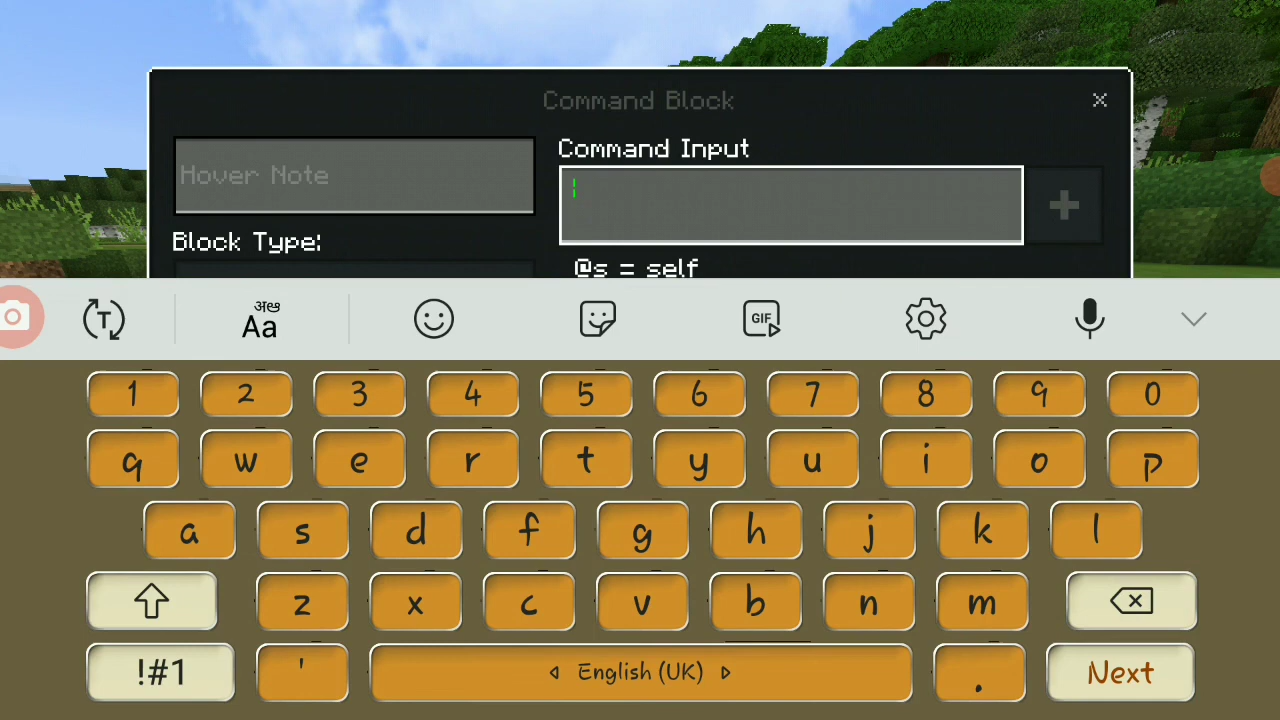 Command Block
Command Input
Hover Note
Block Type:
@s = self
T
अආ
Aa
GIF
1 2 3 4 5 6 7 8 9 0
q w e r t y u i o p
a s d f g h j k l
z x c v b n m
!#1 ' English (UK) . Next